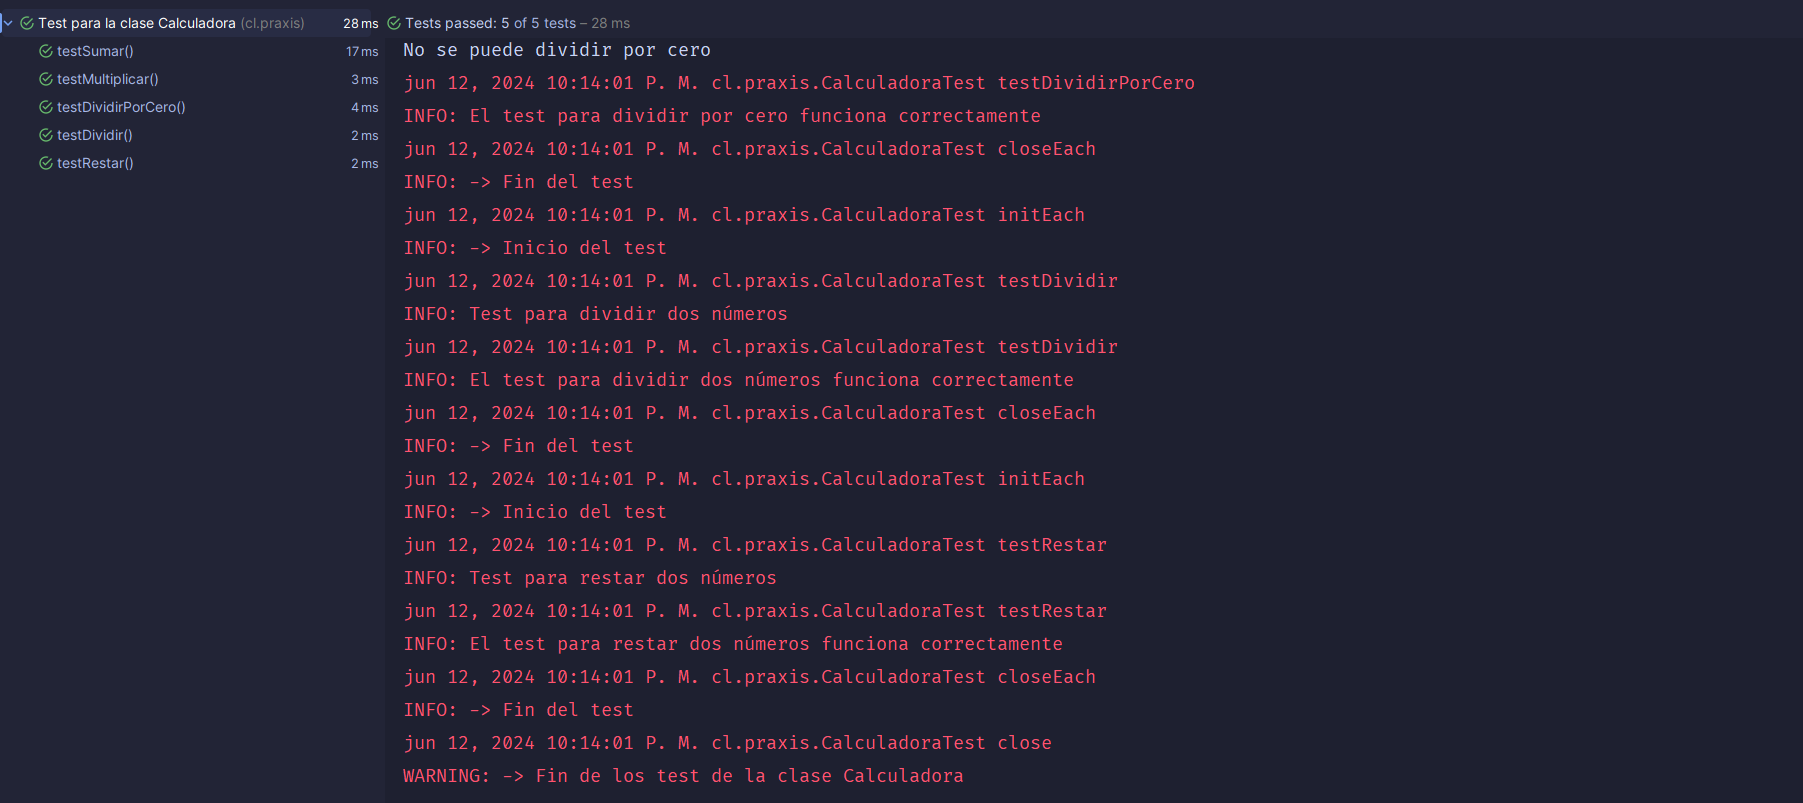 Test para la clase Calculadora (cl.praxis) 28 ms
testSumar() 17 ms
testMultiplicar() 3 ms
testDividirPorCero() 4 ms
testDividir() 2 ms
testRestar() 2 ms
Tests passed: 5 of 5 tests – 28 ms
No se puede dividir por cero
jun 12, 2024 10:14:01 P. M. cl.praxis.CalculadoraTest testDividirPorCero
INFO: El test para dividir por cero funciona correctamente
jun 12, 2024 10:14:01 P. M. cl.praxis.CalculadoraTest closeEach
INFO: -> Fin del test
jun 12, 2024 10:14:01 P. M. cl.praxis.CalculadoraTest initEach
INFO: -> Inicio del test
jun 12, 2024 10:14:01 P. M. cl.praxis.CalculadoraTest testDividir
INFO: Test para dividir dos números
jun 12, 2024 10:14:01 P. M. cl.praxis.CalculadoraTest testDividir
INFO: El test para dividir dos números funciona correctamente
jun 12, 2024 10:14:01 P. M. cl.praxis.CalculadoraTest closeEach
INFO: -> Fin del test
jun 12, 2024 10:14:01 P. M. cl.praxis.CalculadoraTest initEach
INFO: -> Inicio del test
jun 12, 2024 10:14:01 P. M. cl.praxis.CalculadoraTest testRestar
INFO: Test para restar dos números
jun 12, 2024 10:14:01 P. M. cl.praxis.CalculadoraTest testRestar
INFO: El test para restar dos números funciona correctamente
jun 12, 2024 10:14:01 P. M. cl.praxis.CalculadoraTest closeEach
INFO: -> Fin del test
jun 12, 2024 10:14:01 P. M. cl.praxis.CalculadoraTest close
WARNING: -> Fin de los test de la clase Calculadora